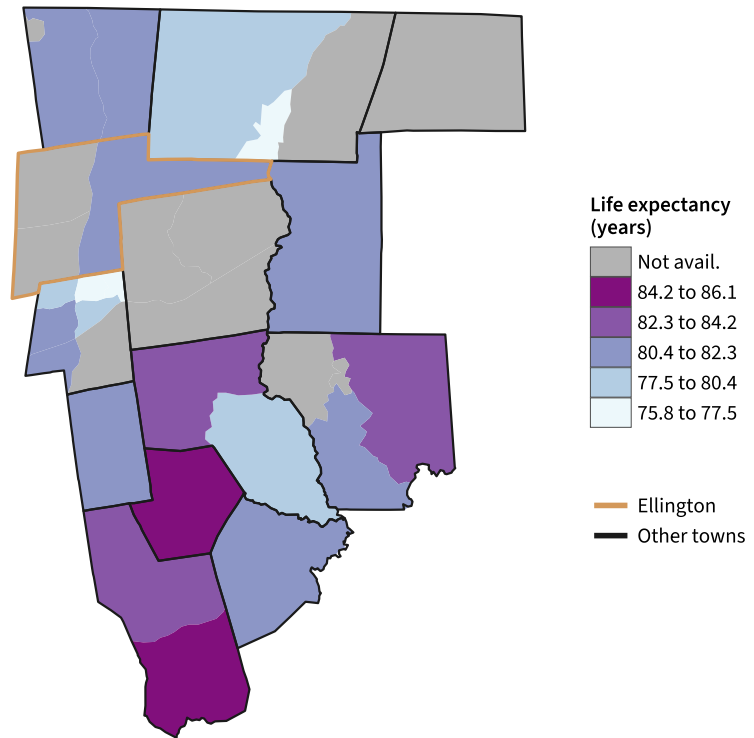 Life expectancy
(years)
Not avail.
84.2 to 86.1
82.3 to 84.2
80.4 to 82.3
77.5 to 80.4
75.8 to 77.5
Ellington
Other towns